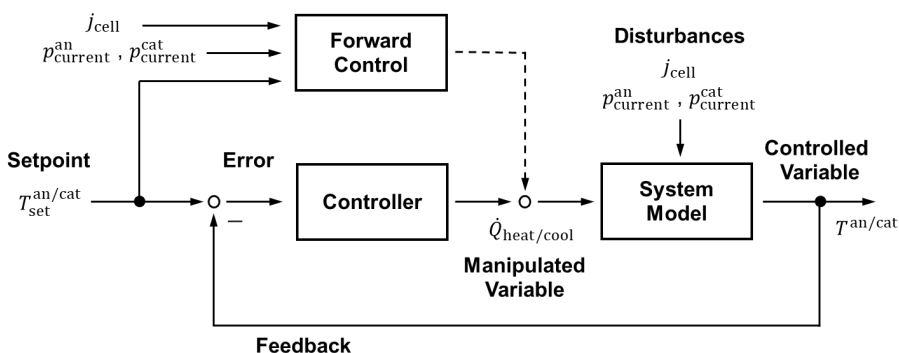 j_cell
p_current^an , p_current^cat
Forward
Control
Disturbances
j_cell
p_current^an , p_current^cat
Setpoint
T_set^an/cat
Error
−
Controller
Q̇_heat/cool
Manipulated
Variable
System
Model
Controlled
Variable
T^an/cat
Feedback